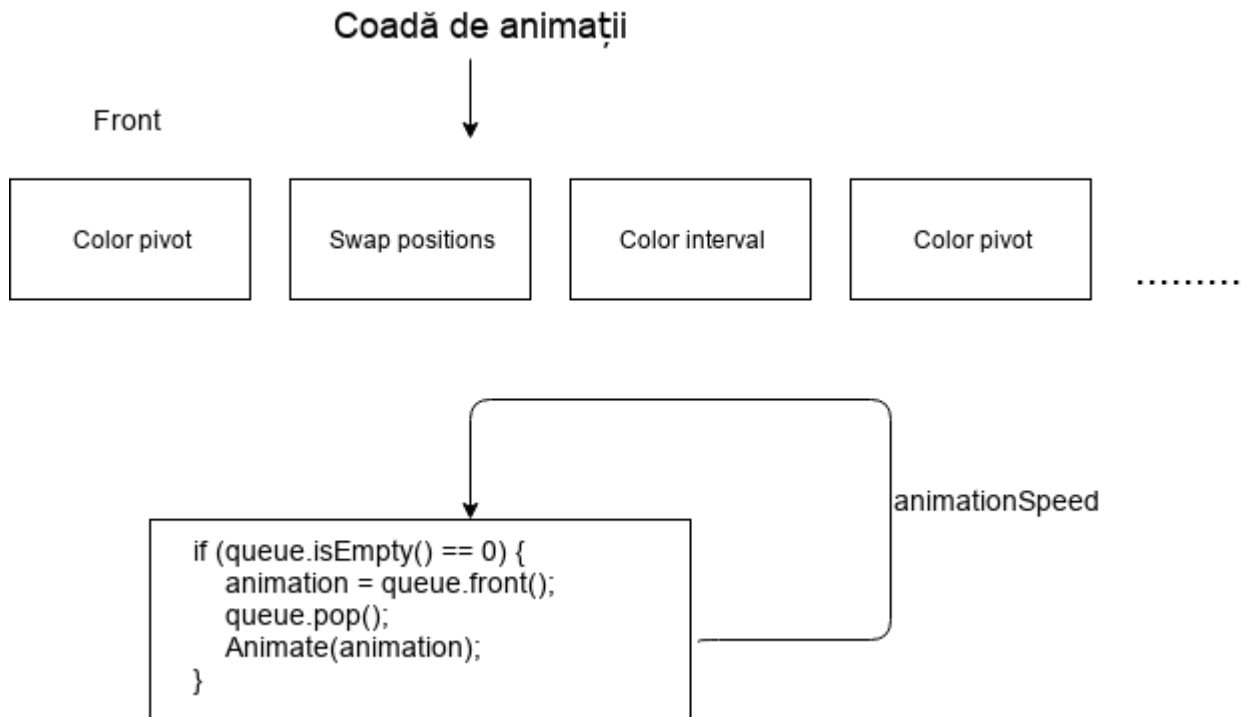 Coadă de animații
Front
Color pivot
Swap positions
Color interval
Color pivot
.........
animationSpeed
if (queue.isEmpty() == 0) {
animation = queue.front();
queue.pop();
Animate(animation);
}